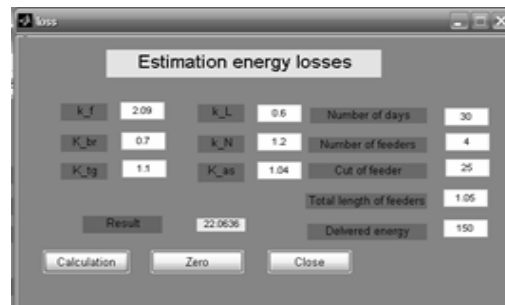 loss
Estimation energy losses
k_f 2.09 k_L 0.6 Number of days 30
K_br 0.7 k_N 1.2 Number of feeders 4
K_tg 1.1 K_as 1.04 Cut of feeder 25
Total length of feeders 1.05
Result 22.0636 Delvered energy 150
Calculation Zero Close